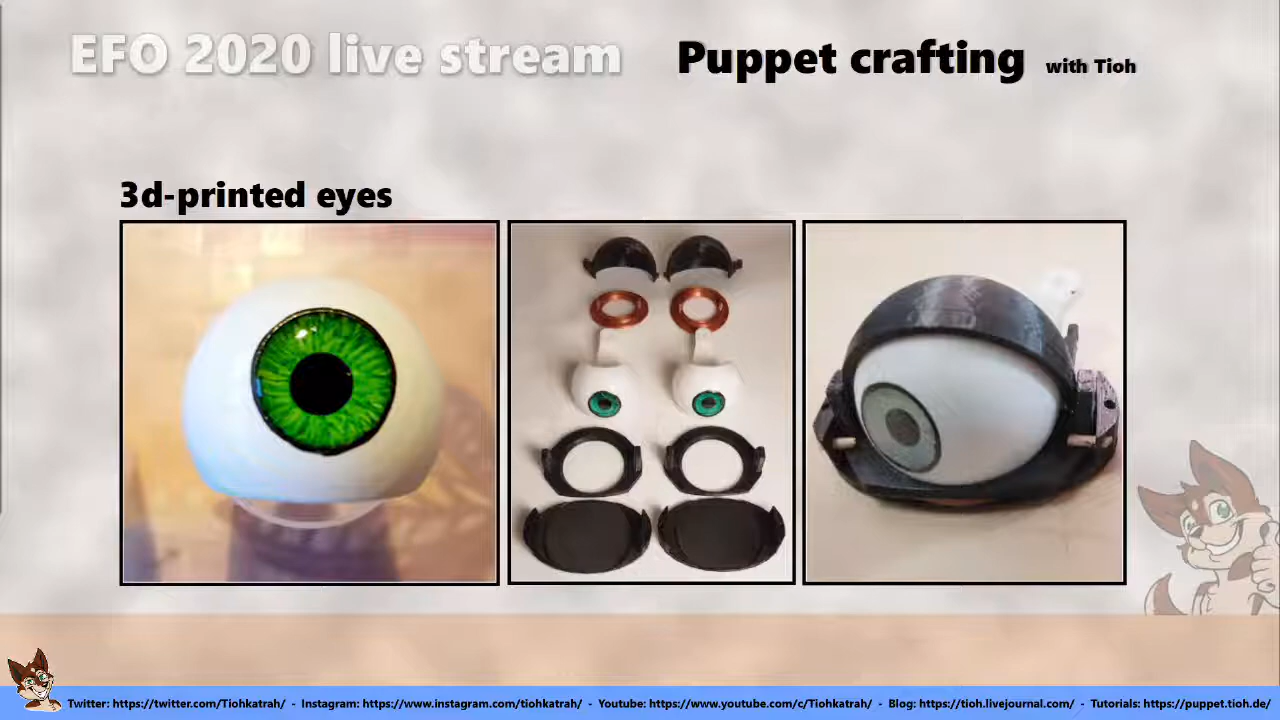 EFO 2020 live stream Puppet crafting with Tioh
3d-printed eyes
Twitter: https://twitter.com/Tiohkatrah/ - Instagram: https://www.instagram.com/tiohkatrah/ - Youtube: https://www.youtube.com/c/Tiohkatrah/ - Blog: https://tioh.livejournal.com/ - Tutorials: https://puppet.tioh.de/